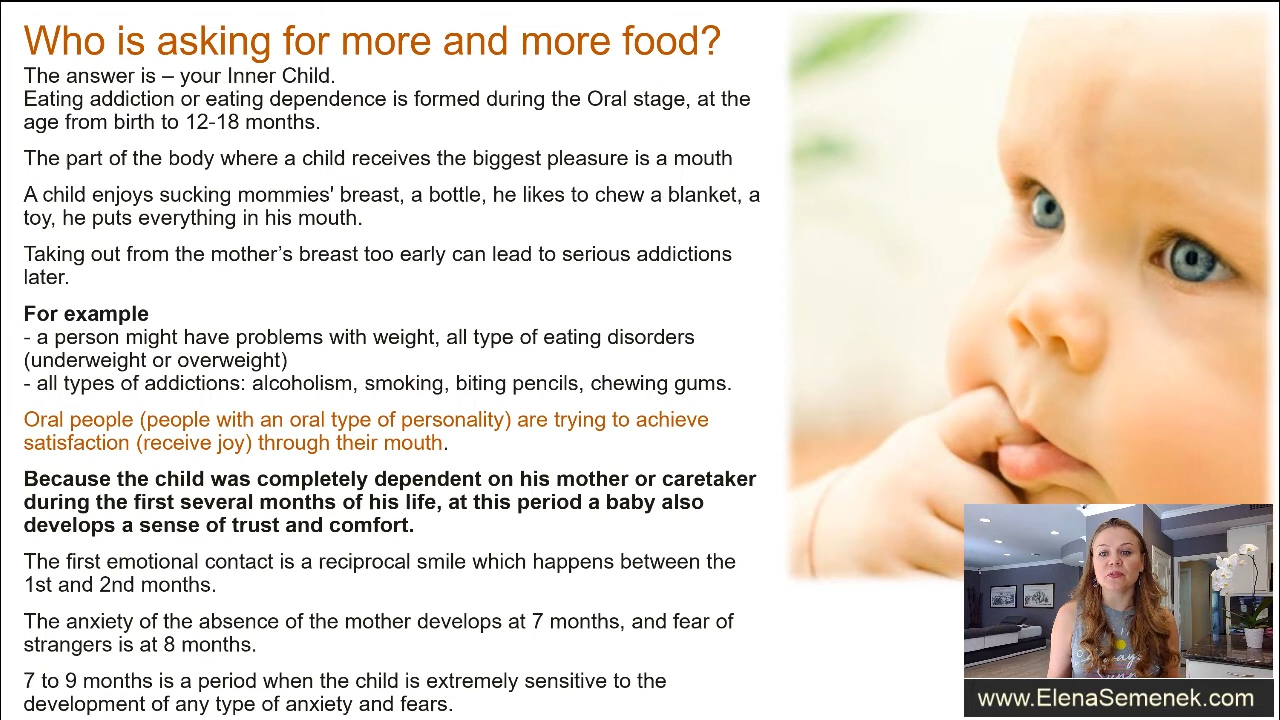 Who is asking for more and more food?
The answer is – your Inner Child.
Eating addiction or eating dependence is formed during the Oral stage, at the
age from birth to 12-18 months.
The part of the body where a child receives the biggest pleasure is a mouth
A child enjoys sucking mommies' breast, a bottle, he likes to chew a blanket, a
toy, he puts everything in his mouth.
Taking out from the mother’s breast too early can lead to serious addictions
later.
For example
- a person might have problems with weight, all type of eating disorders
(underweight or overweight)
- all types of addictions: alcoholism, smoking, biting pencils, chewing gums.
Oral people (people with an oral type of personality) are trying to achieve
satisfaction (receive joy) through their mouth.
Because the child was completely dependent on his mother or caretaker
during the first several months of his life, at this period a baby also
develops a sense of trust and comfort.
The first emotional contact is a reciprocal smile which happens between the
1st and 2nd months.
The anxiety of the absence of the mother develops at 7 months, and fear of
strangers is at 8 months.
7 to 9 months is a period when the child is extremely sensitive to the
development of any type of anxiety and fears.
www.ElenaSemenek.com